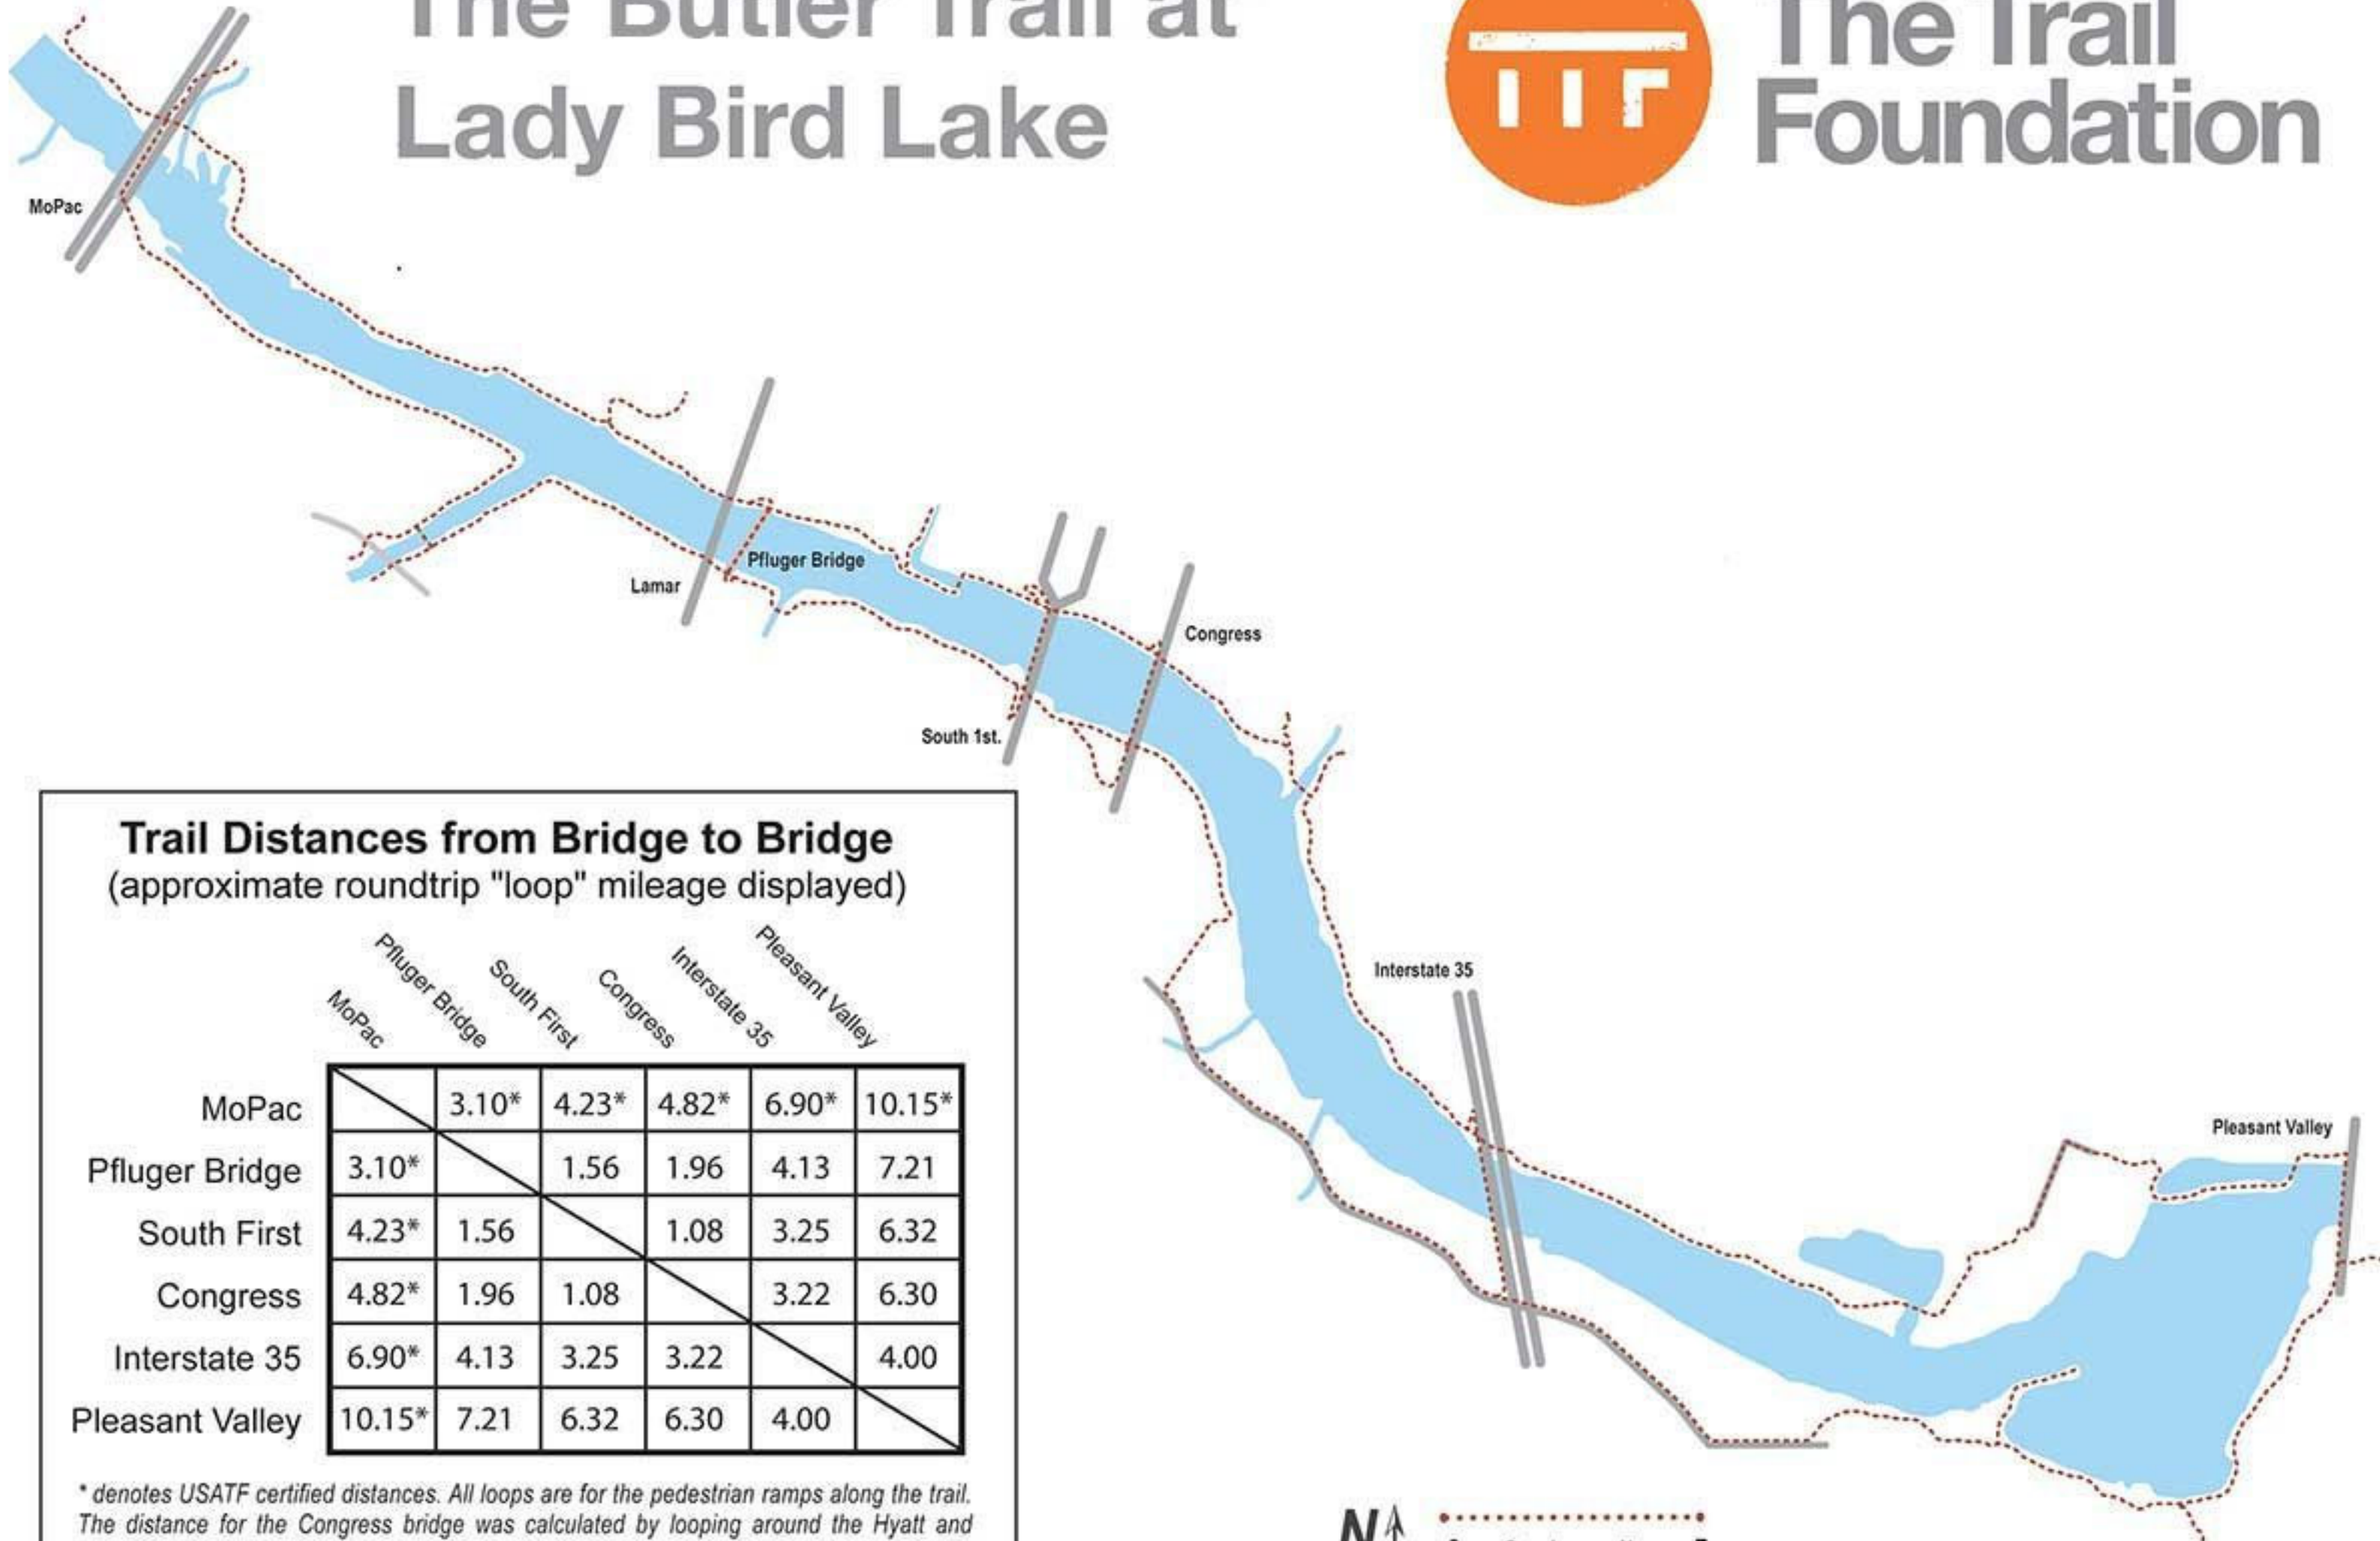 The Butler Trail at
Lady Bird Lake
TTF
The Trail
Foundation
MoPac
Lamar
Pfluger Bridge
South 1st.
Congress
Interstate 35
Pleasant Valley
Trail Distances from Bridge to Bridge
(approximate roundtrip "loop" mileage displayed)
MoPac Pfluger Bridge South First Congress Interstate 35 Pleasant Valley
MoPac 3.10* 4.23* 4.82* 6.90* 10.15*
Pfluger Bridge 3.10* 1.56 1.96 4.13 7.21
South First 4.23* 1.56 1.08 3.25 6.32
Congress 4.82* 1.96 1.08 3.22 6.30
Interstate 35 6.90* 4.13 3.25 3.22 4.00
Pleasant Valley 10.15* 7.21 6.32 6.30 4.00
* denotes USATF certified distances. All loops are for the pedestrian ramps along the trail.
The distance for the Congress bridge was calculated by looping around the Hyatt and
N